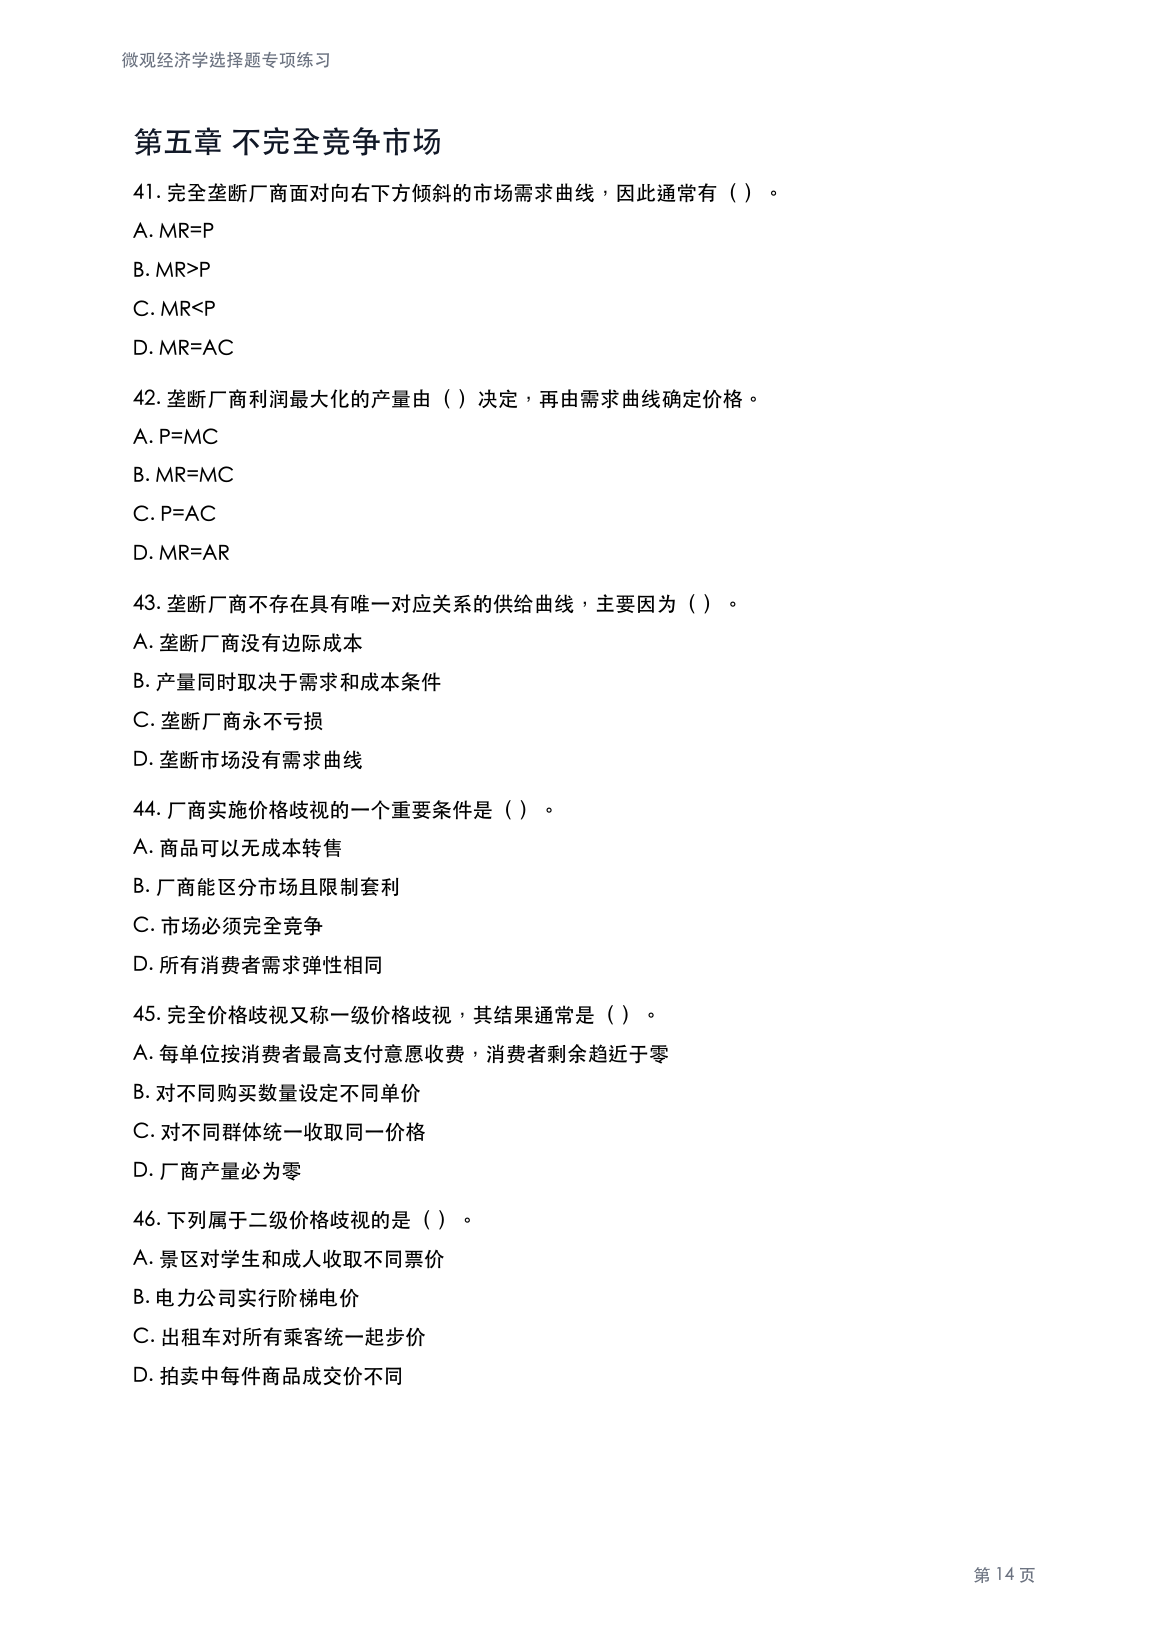 微观经济学选择题专项练习
第五章 不完全竞争市场
41. 完全垄断厂商面对向右下方倾斜的市场需求曲线，因此通常有（ ）。
A. MR=P
B. MR>P
C. MR<P
D. MR=AC
42. 垄断厂商利润最大化的产量由（ ）决定，再由需求曲线确定价格。
A. P=MC
B. MR=MC
C. P=AC
D. MR=AR
43. 垄断厂商不存在具有唯一对应关系的供给曲线，主要因为（ ）。
A. 垄断厂商没有边际成本
B. 产量同时取决于需求和成本条件
C. 垄断厂商永不亏损
D. 垄断市场没有需求曲线
44. 厂商实施价格歧视的一个重要条件是（ ）。
A. 商品可以无成本转售
B. 厂商能区分市场且限制套利
C. 市场必须完全竞争
D. 所有消费者需求弹性相同
45. 完全价格歧视又称一级价格歧视，其结果通常是（ ）。
A. 每单位按消费者最高支付意愿收费，消费者剩余趋近于零
B. 对不同购买数量设定不同单价
C. 对不同群体统一收取同一价格
D. 厂商产量必为零
46. 下列属于二级价格歧视的是（ ）。
A. 景区对学生和成人收取不同票价
B. 电力公司实行阶梯电价
C. 出租车对所有乘客统一起步价
D. 拍卖中每件商品成交价不同
第 14 页